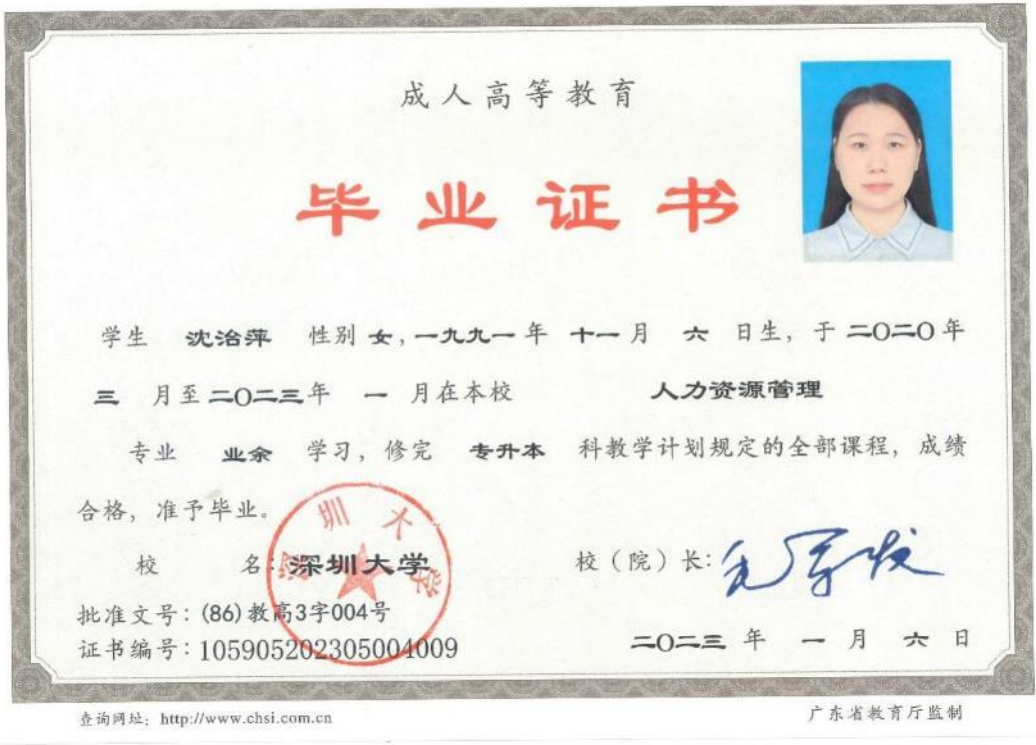 成人高等教育
毕业证书
学生 沈治萍 性别 女，一九九一 年 十一 月 六 日生，于 二〇二〇 年
三 月至 二〇二三 年 一 月在本校 人力资源管理
专业 业余 学习，修完 专升本 科教学计划规定的全部课程，成绩
合格，准予毕业。
校 名：深圳大学
校（院）长：毛军发
批准文号：(86)教高3字004号
证书编号：105905202305004009
二〇二三 年 一 月 六 日
深圳大学
查询网址：http://www.chsi.com.cn
广东省教育厅监制